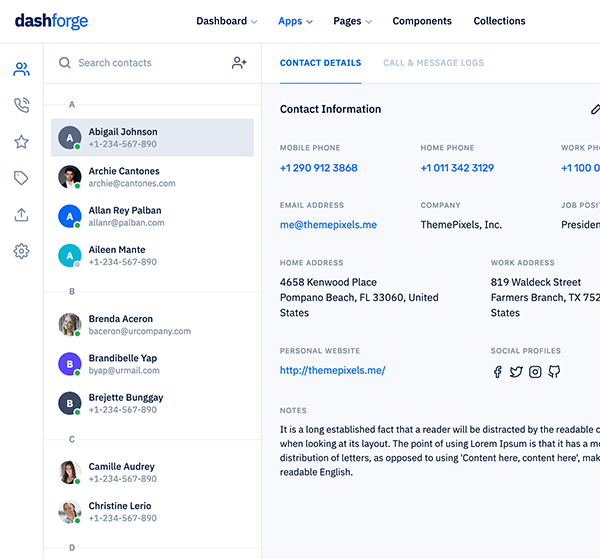 dashforge
Dashboard
Apps
Pages
Components
Collections
Search contacts
A
A
Abigail Johnson
+1-234-567-890
Archie Cantones
archie@cantones.com
A
Allan Rey Palban
allanr@palban.com
A
Aileen Mante
+1-234-567-890
B
Brenda Aceron
baceron@urcompany.com
B
Brandibelle Yap
byap@urmail.com
B
Brejette Bunggay
+1-234-567-890
C
Camille Audrey
+1-234-567-890
Christine Lerio
+1-234-567-890
D
CONTACT DETAILS
CALL & MESSAGE LOGS
Contact Information
MOBILE PHONE
+1 290 912 3868
HOME PHONE
+1 011 342 3129
WORK PH
+1 100 0
EMAIL ADDRESS
me@themepixels.me
COMPANY
ThemePixels, Inc.
JOB POSI
Presiden
HOME ADDRESS
4658 Kenwood Place
Pompano Beach, FL 33060, United
States
WORK ADDRESS
819 Waldeck Street
Farmers Branch, TX 752
States
PERSONAL WEBSITE
http://themepixels.me/
SOCIAL PROFILES
NOTES
It is a long established fact that a reader will be distracted by the readable c
when looking at its layout. The point of using Lorem Ipsum is that it has a mo
distribution of letters, as opposed to using 'Content here, content here', mak
readable English.